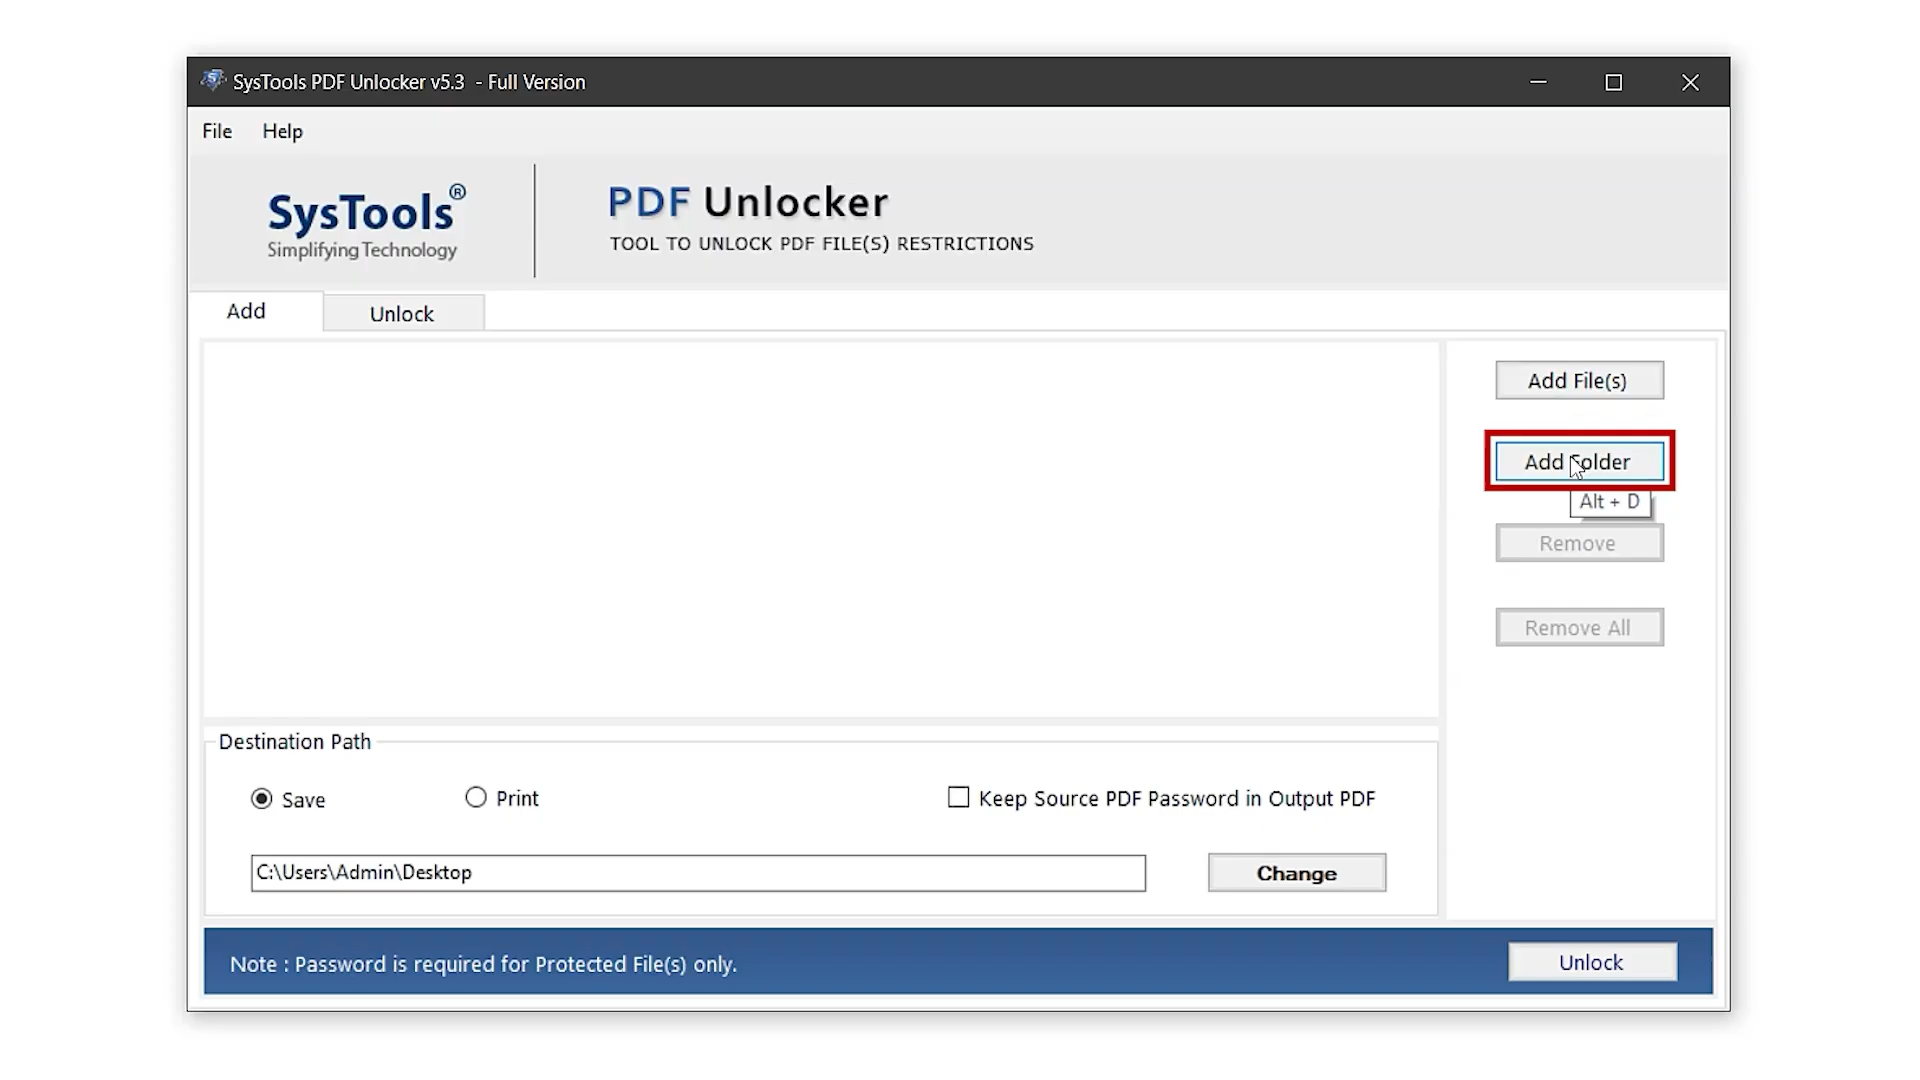 SysTools PDF Unlocker v5.3 - Full Version
File Help
SysTools®
Simplifying Technology
PDF Unlocker
TOOL TO UNLOCK PDF FILE(S) RESTRICTIONS
Add Unlock
Add File(s)
Add Folder
Alt + D
Remove
Remove All
Destination Path
Save Print Keep Source PDF Password in Output PDF
C:\Users\Admin\Desktop Change
Note : Password is required for Protected File(s) only. Unlock